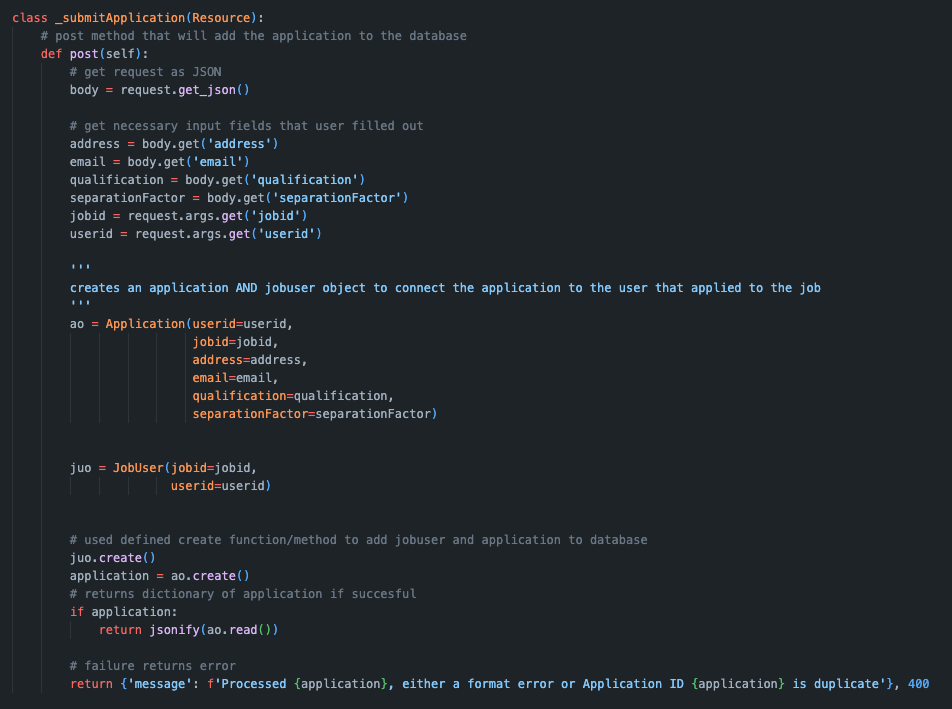 class _submitApplication(Resource):
    # post method that will add the application to the database
    def post(self):
        # get request as JSON
        body = request.get_json()

        # get necessary input fields that user filled out
        address = body.get('address')
        email = body.get('email')
        qualification = body.get('qualification')
        separationFactor = body.get('separationFactor')
        jobid = request.args.get('jobid')
        userid = request.args.get('userid')

        '''
        creates an application AND jobuser object to connect the application to the user that applied to the job
        '''
        ao = Application(userid=userid,
                         jobid=jobid,
                         address=address,
                         email=email,
                         qualification=qualification,
                         separationFactor=separationFactor)


        juo = JobUser(jobid=jobid,
                      userid=userid)


        # used defined create function/method to add jobuser and application to database
        juo.create()
        application = ao.create()
        # returns dictionary of application if succesful
        if application:
            return jsonify(ao.read())

        # failure returns error
        return {'message': f'Processed {application}, either a format error or Application ID {application} is duplicate'}, 400